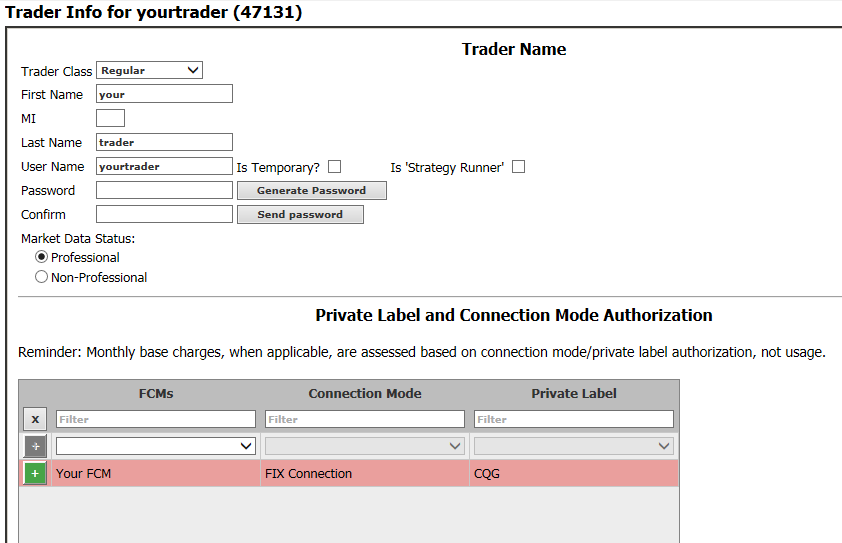 Trader Info for yourtrader (47131)
Trader Name
Trader Class Regular
First Name your
MI
Last Name trader
User Name yourtrader Is Temporary? Is 'Strategy Runner'
Password Generate Password
Confirm Send password
Market Data Status:
Professional
Non-Professional
Private Label and Connection Mode Authorization
Reminder: Monthly base charges, when applicable, are assessed based on connection mode/private label authorization, not usage.
FCMs Connection Mode Private Label
x Filter Filter Filter
+
+ Your FCM FIX Connection CQG